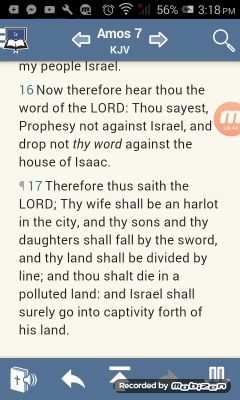 56% 3:18 PM
Amos 7
KJV
my people Israel.
16 Now therefore hear thou the
word of the LORD: Thou sayest,
Prophesy not against Israel, and
drop not thy word against the
house of Isaac.
¶ 17 Therefore thus saith the
LORD; Thy wife shall be an harlot
in the city, and thy sons and thy
daughters shall fall by the sword,
and thy land shall be divided by
line; and thou shalt die in a
polluted land: and Israel shall
surely go into captivity forth of
his land.
14:44
Recorded by Mobizen